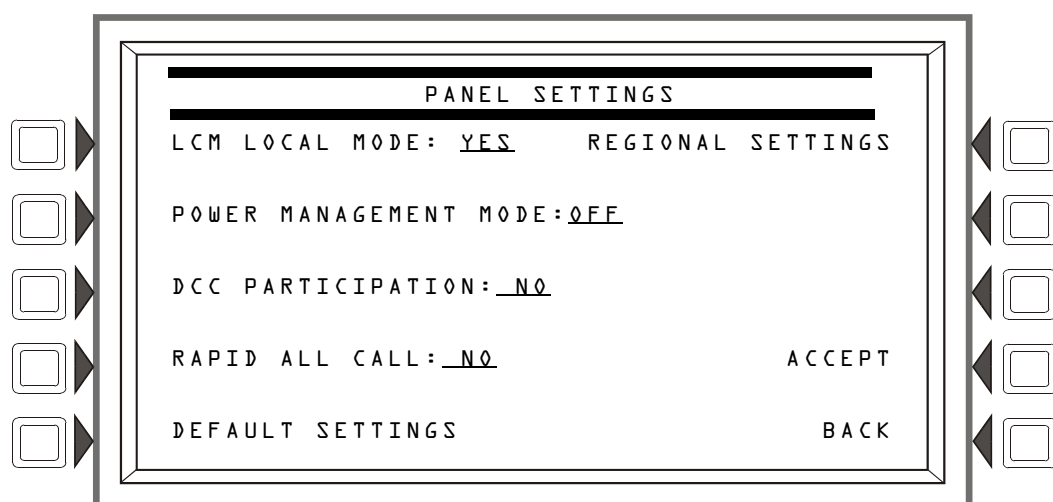 PANEL SETTINGS
LCM LOCAL MODE: YES REGIONAL SETTINGS
POWER MANAGEMENT MODE:OFF
DCC PARTICIPATION: NO
RAPID ALL CALL: NO ACCEPT
DEFAULT SETTINGS BACK